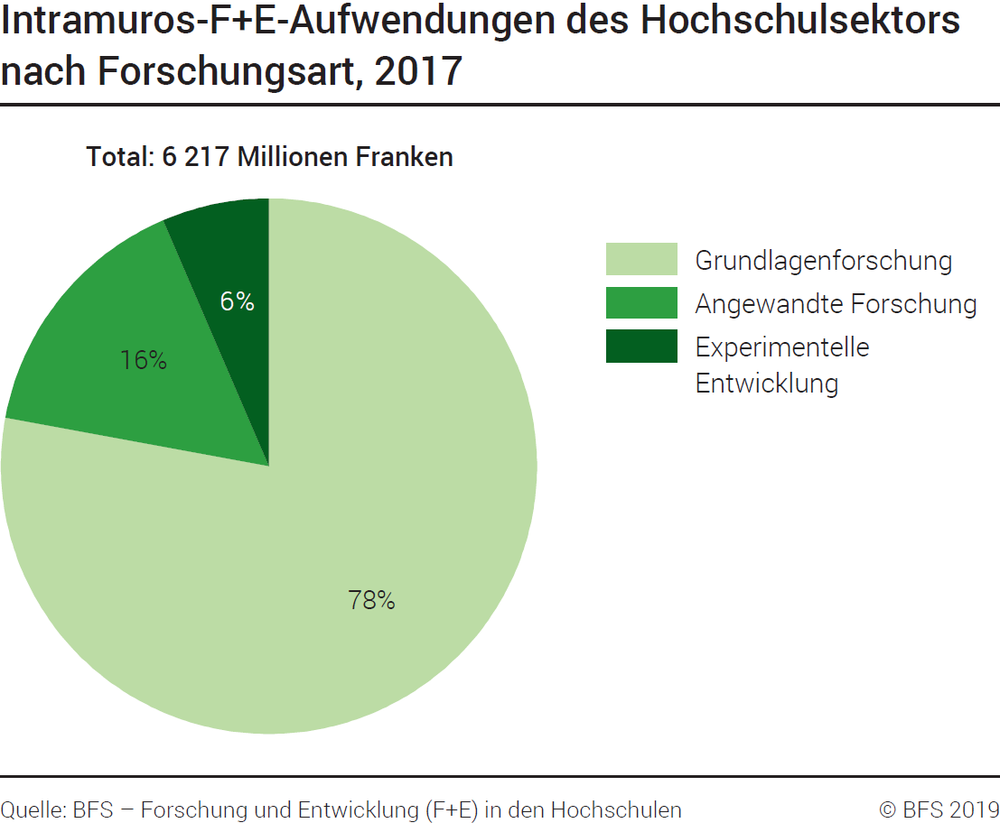 Intramuros-F+E-Aufwendungen des Hochschulsektors
nach Forschungsart, 2017
Total: 6 217 Millionen Franken
6%
16%
78%
Grundlagenforschung
Angewandte Forschung
Experimentelle
Entwicklung
Quelle: BFS – Forschung und Entwicklung (F+E) in den Hochschulen
© BFS 2019